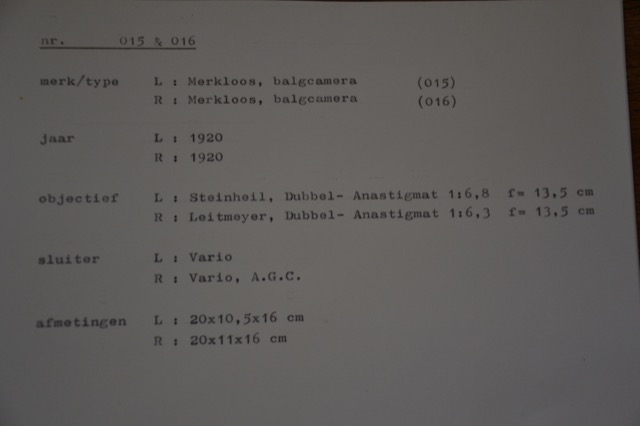 nr. 015 & 016
merk/type L : Merkloos, balgcamera (015)
R : Merkloos, balgcamera (016)
jaar L : 1920
R : 1920
objectief L : Steinheil, Dubbel- Anastigmat 1:6,8 f= 13,5 cm
R : Leitmeyer, Dubbel- Anastigmat 1:6,3 f= 13,5 cm
sluiter L : Vario
R : Vario, A.G.C.
afmetingen L : 20x10,5x16 cm
R : 20x11x16 cm